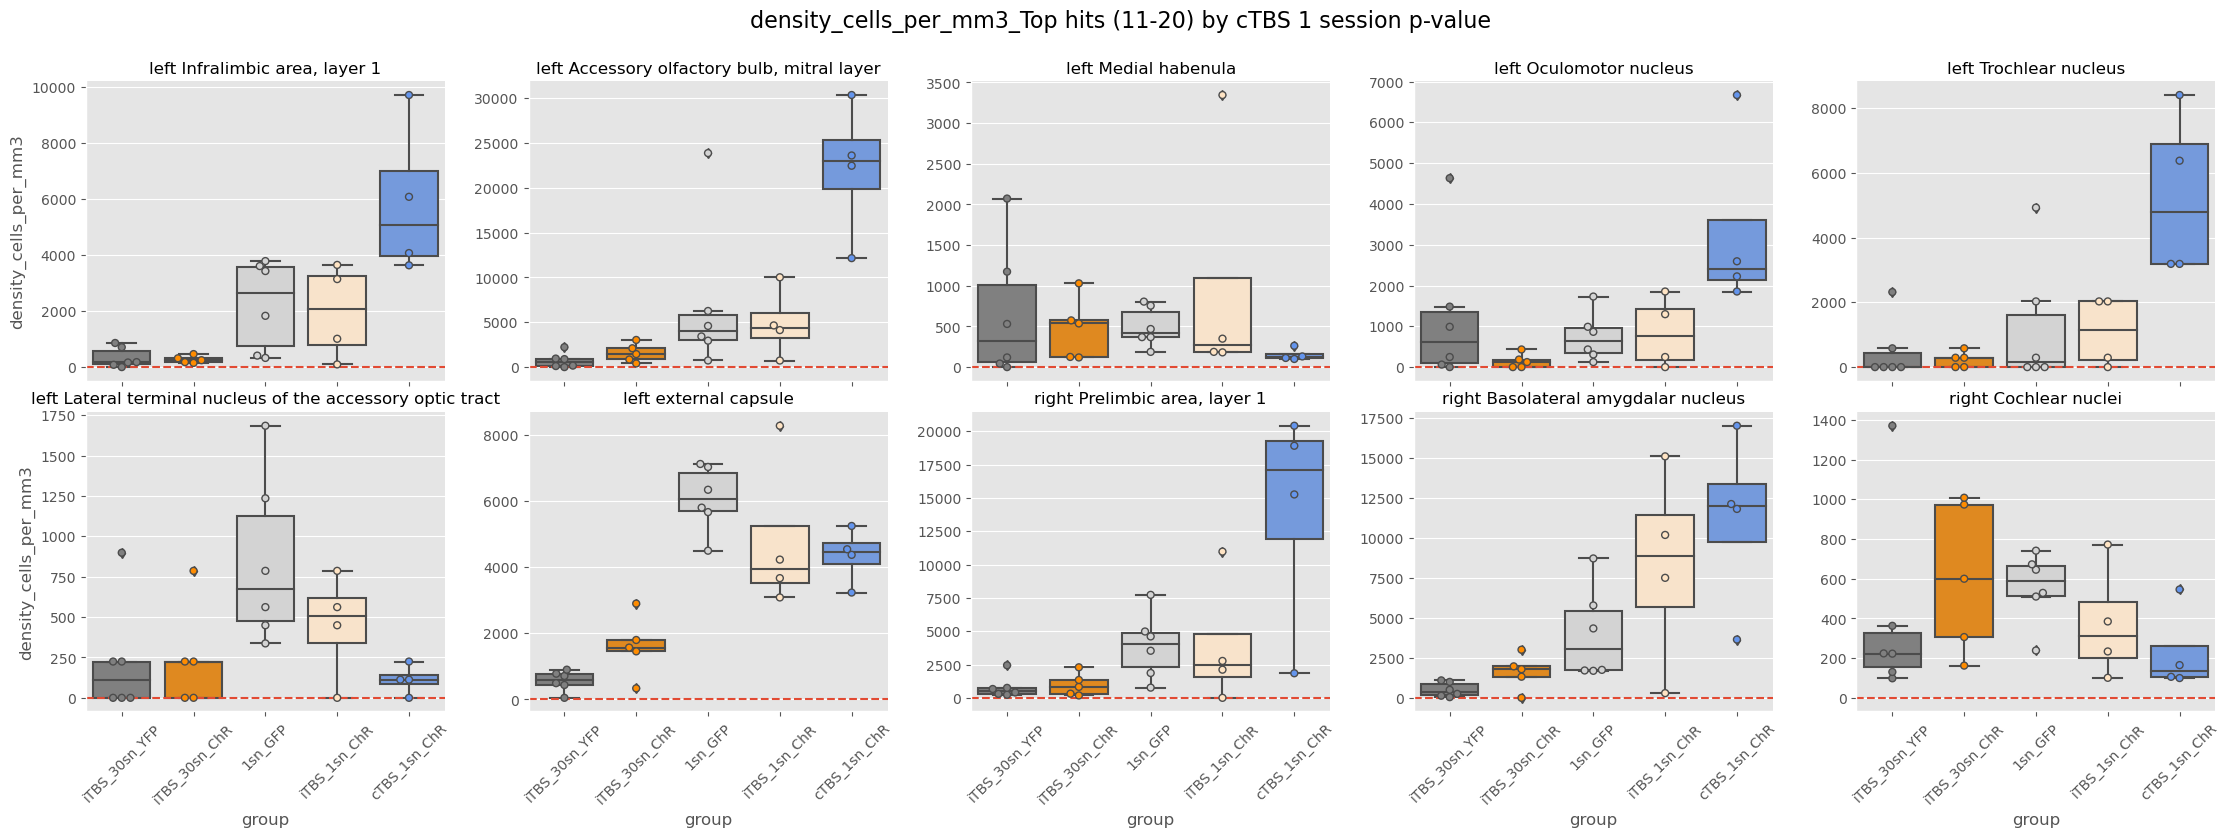 density_cells_per_mm3_Top hits (11-20) by cTBS 1 session p-value
left Infralimbic area, layer 1
density_cells_per_mm3
10000
8000
6000
4000
2000
0
left Accessory olfactory bulb, mitral layer
30000
25000
20000
15000
10000
5000
0
left Medial habenula
3500
3000
2500
2000
1500
1000
500
0
left Oculomotor nucleus
7000
6000
5000
4000
3000
2000
1000
0
left Trochlear nucleus
8000
6000
4000
2000
0
left Lateral terminal nucleus of the accessory optic tract
density_cells_per_mm3
1750
1500
1250
1000
750
500
250
0
iTBS_30sn_YFP
iTBS_30sn_ChR
1sn_GFP
iTBS_1sn_ChR
cTBS_1sn_ChR
group
left external capsule
8000
6000
4000
2000
0
iTBS_30sn_YFP
iTBS_30sn_ChR
1sn_GFP
iTBS_1sn_ChR
cTBS_1sn_ChR
group
right Prelimbic area, layer 1
20000
17500
15000
12500
10000
7500
5000
2500
0
iTBS_30sn_YFP
iTBS_30sn_ChR
1sn_GFP
iTBS_1sn_ChR
cTBS_1sn_ChR
group
right Basolateral amygdalar nucleus
17500
15000
12500
10000
7500
5000
2500
0
iTBS_30sn_YFP
iTBS_30sn_ChR
1sn_GFP
iTBS_1sn_ChR
cTBS_1sn_ChR
group
right Cochlear nuclei
1400
1200
1000
800
600
400
200
0
iTBS_30sn_YFP
iTBS_30sn_ChR
1sn_GFP
iTBS_1sn_ChR
cTBS_1sn_ChR
group